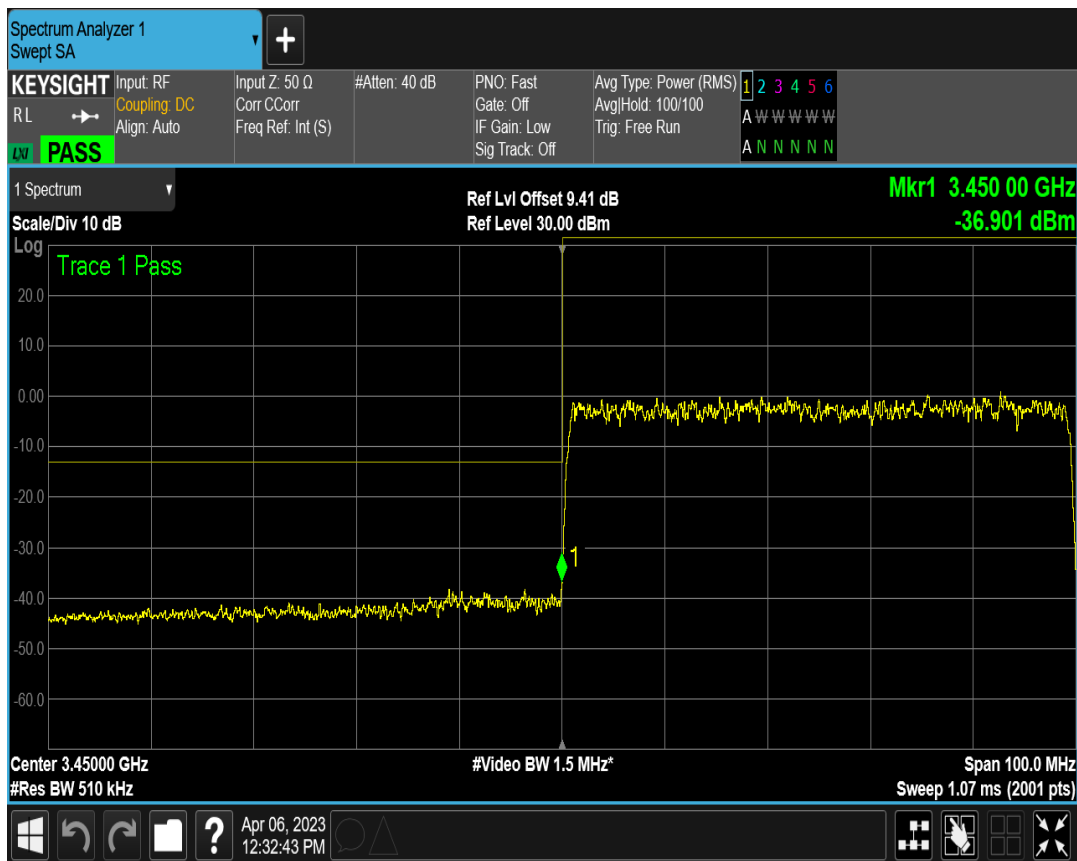 Spectrum Analyzer 1
Swept SA
+
KEYSIGHT
RL
LXI PASS
Input: RF
Coupling: DC
Align: Auto
Input Z: 50 Ω
Corr CCorr
Freq Ref: Int (S)
#Atten: 40 dB
PNO: Fast
Gate: Off
IF Gain: Low
Sig Track: Off
Avg Type: Power (RMS)
Avg|Hold: 100/100
Trig: Free Run
1 2 3 4 5 6
A W W W W W
A N N N N N
1 Spectrum
Scale/Div 10 dB
Ref Lvl Offset 9.41 dB
Ref Level 30.00 dBm
Mkr1 3.450 00 GHz
-36.901 dBm
Log
Trace 1 Pass
20.0
10.0
0.00
-10.0
-20.0
-30.0
-40.0
-50.0
-60.0
1
Center 3.45000 GHz
#Res BW 510 kHz
#Video BW 1.5 MHz*
Span 100.0 MHz
Sweep 1.07 ms (2001 pts)
?
Apr 06, 2023
12:32:43 PM